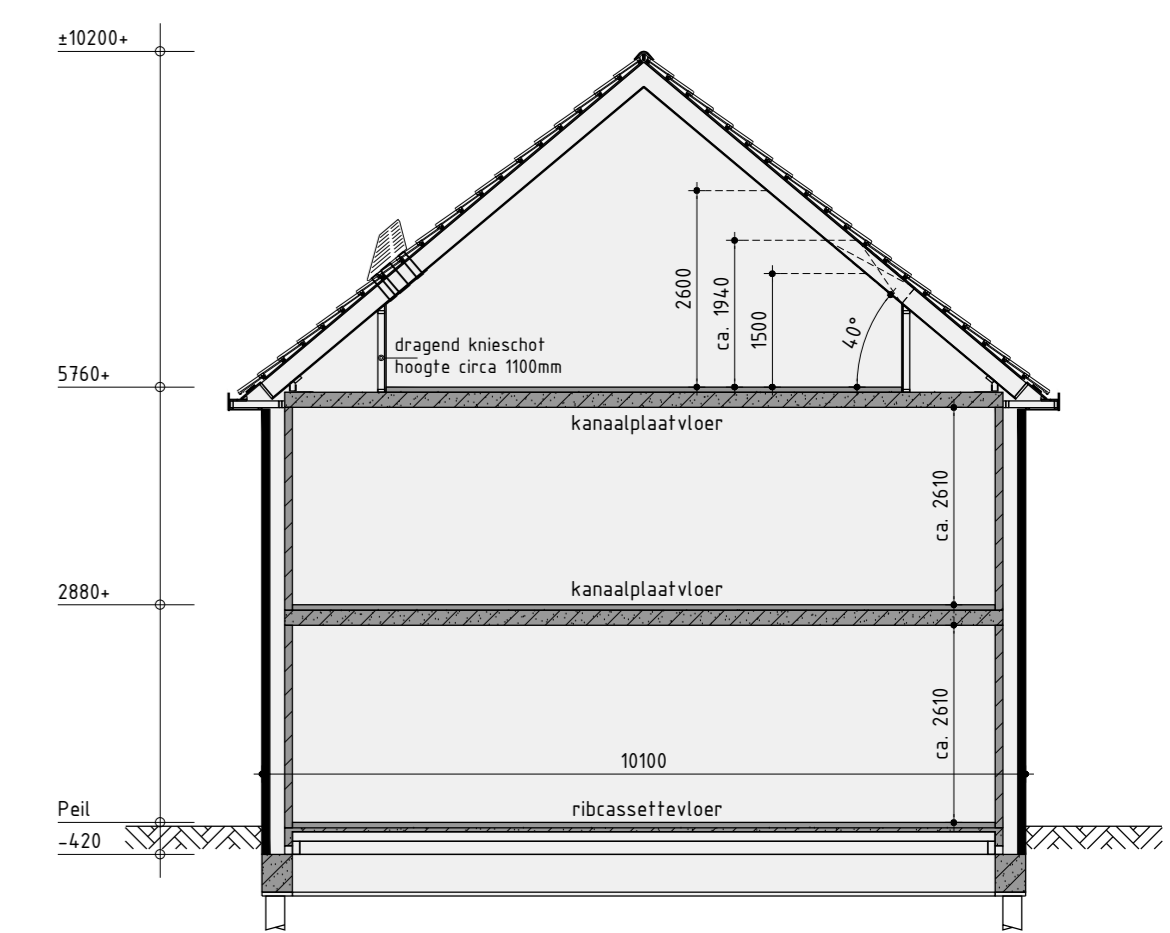 ±10200+
2600
ca. 1940
1500
40°
dragend knieschot
hoogte circa 1100mm
5760+
kanaalplaatvloer
ca. 2610
kanaalplaatvloer
2880+
ca. 2610
10100
Peil
ribcassettevloer
-420